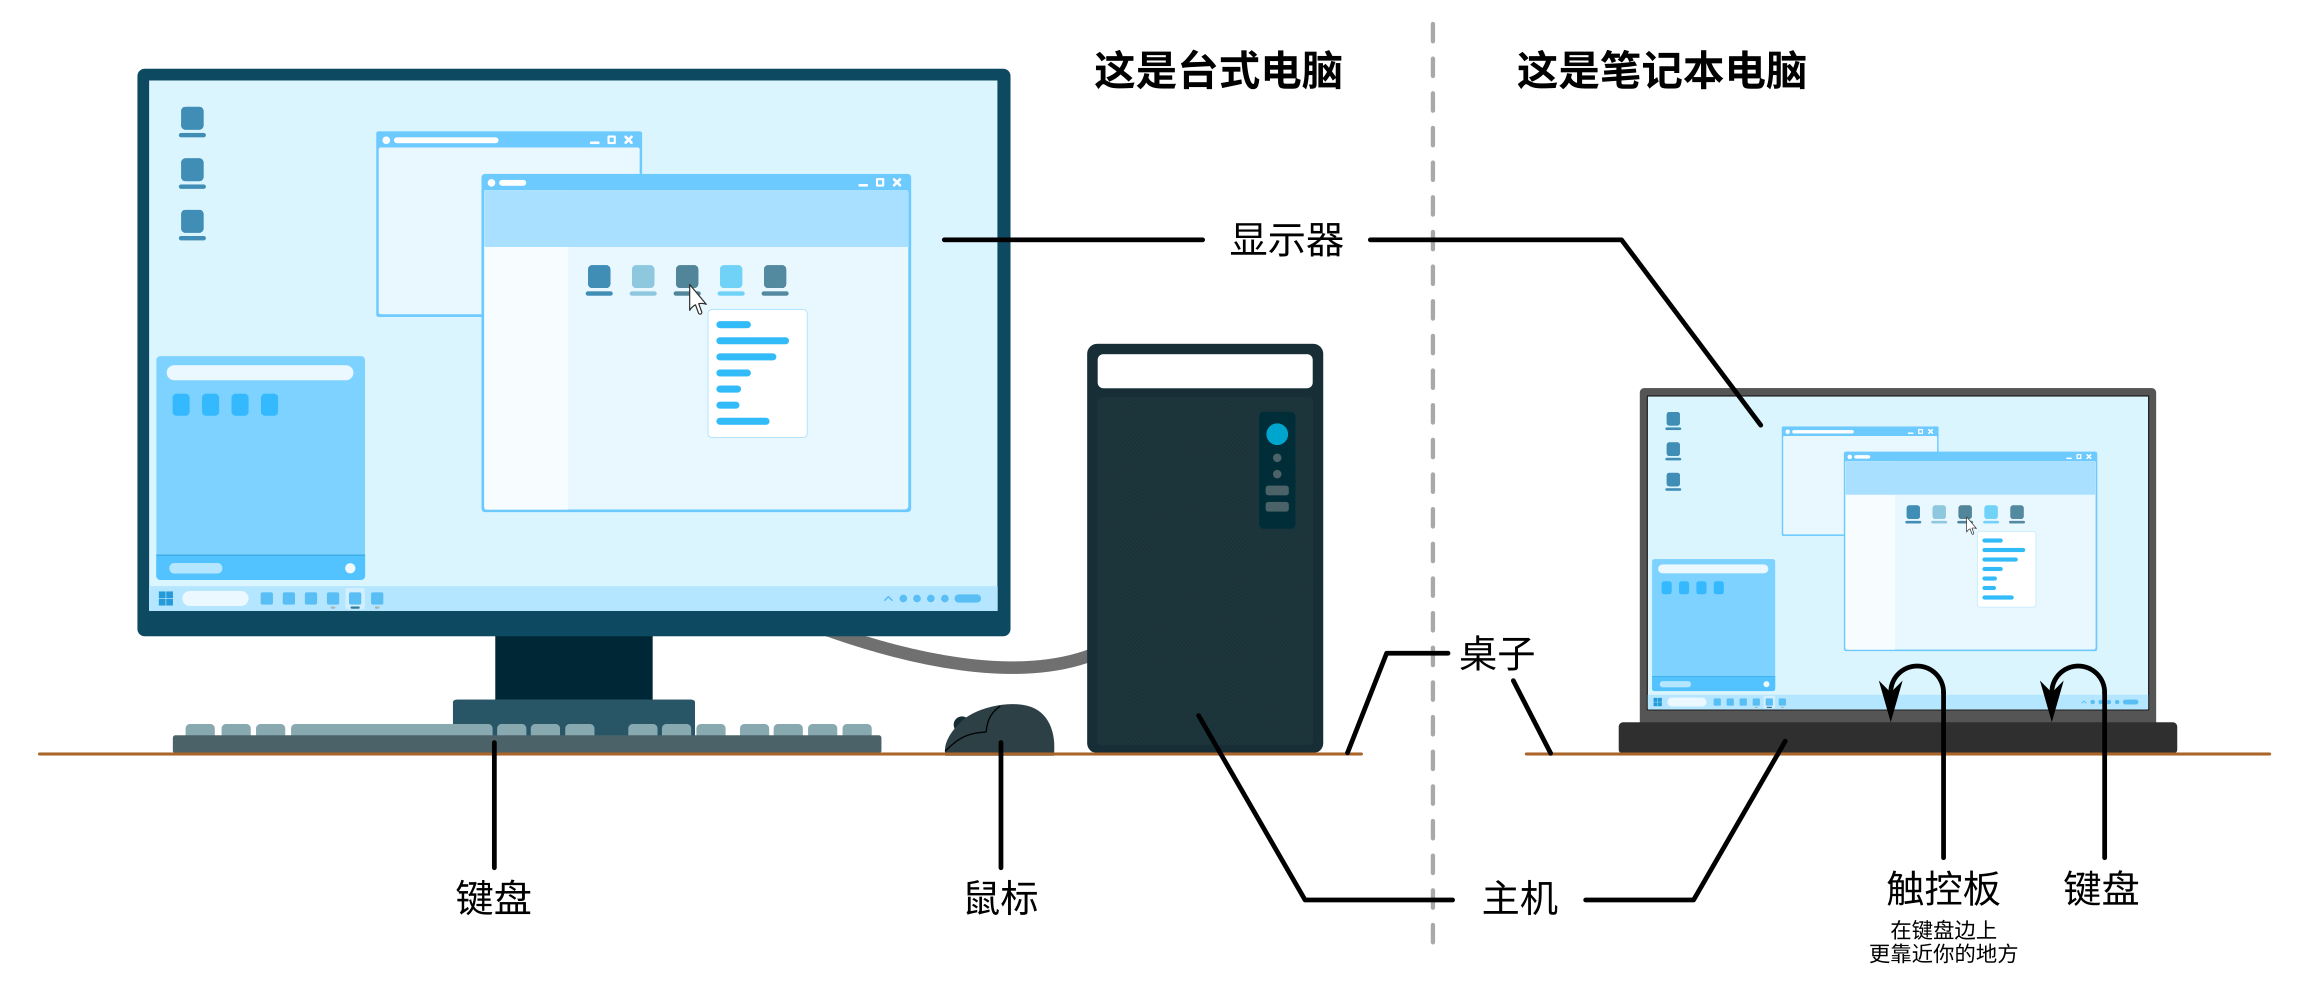 这是台式电脑
这是笔记本电脑
显示器
桌子
键盘
鼠标
主机
触控板
在键盘边上
更靠近你的地方
键盘